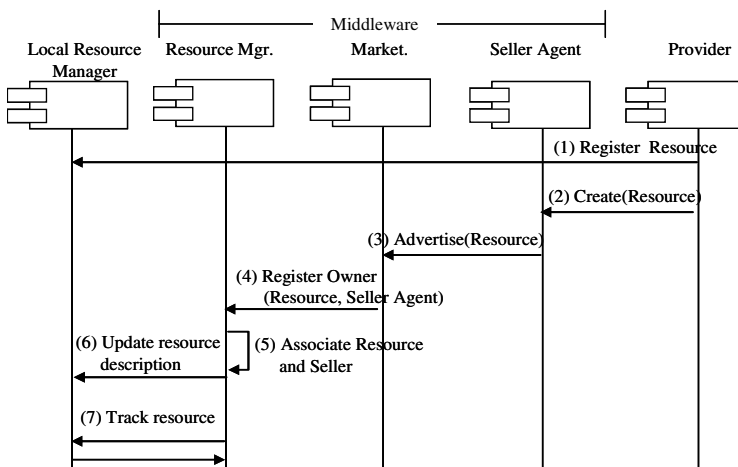 Middleware
Local Resource
Manager
Resource Mgr.
Market.
Seller Agent
Provider
(1) Register Resource
(2) Create(Resource)
(3) Advertise(Resource)
(4) Register Owner
(Resource, Seller Agent)
(5) Associate Resource
and Seller
(6) Update resource
description
(7) Track resource